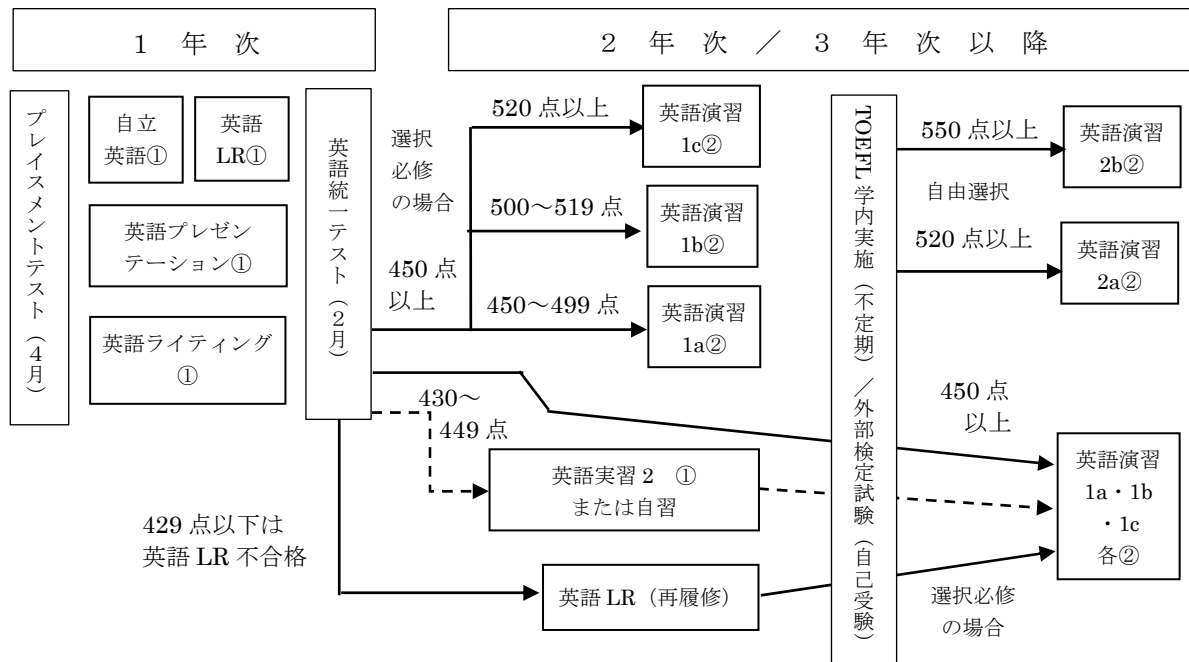 1 年 次
2 年 次 / 3 年 次 以 降
プレイスメントテスト(4月)
自立
英語①
英語
LR①
英語プレゼン
テーション①
英語ライティング
①
英語統一テスト(2月)
選択
必修
の場合
450 点
以上
520 点以上
英語演習
1c②
500~519 点
英語演習
1b②
450~499 点
英語演習
1a②
430~
449 点
英語実習2 ①
または自習
429 点以下は
英語 LR 不合格
英語 LR(再履修)
TOEFL 学内実施(不定期)/外部検定試験(自己受験)
550 点以上
英語演習
2b②
自由選択
520 点以上
英語演習
2a②
450 点
以上
英語演習
1a・1b
・1c
各②
選択必修
の場合